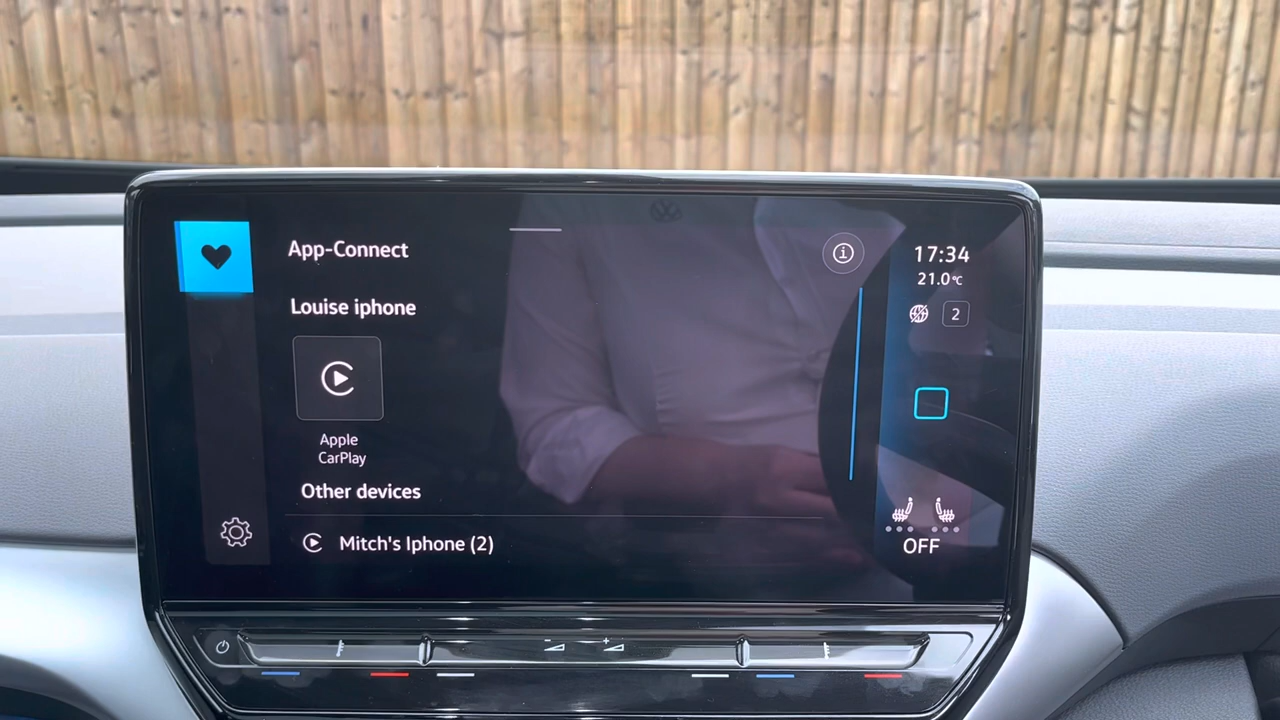 App-Connect
17:34
21.0°C
Louise iphone
2
Apple
CarPlay
Other devices
Mitch's Iphone (2)
OFF